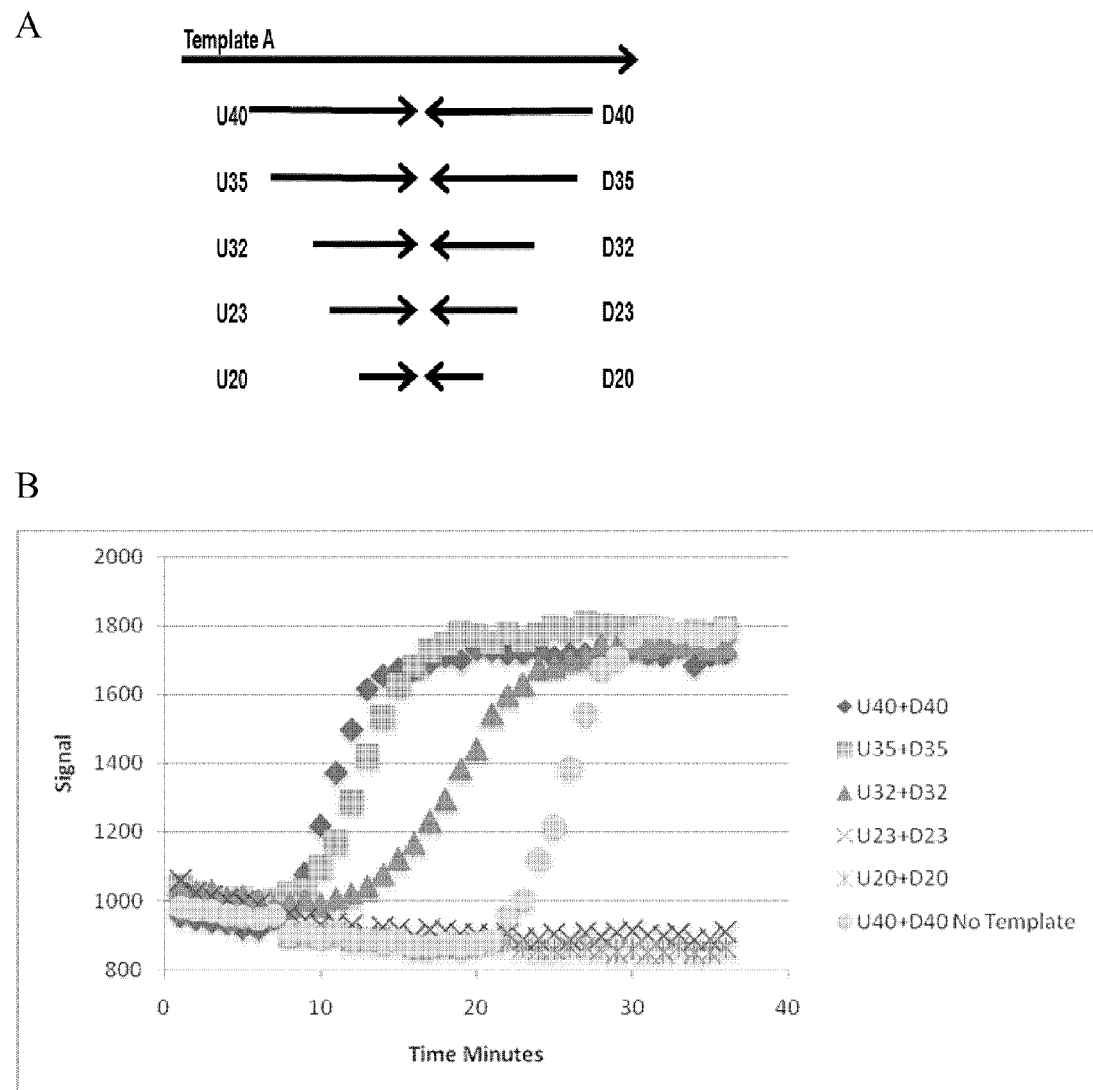 A
Template A
U40 D40
U35 D35
U32 D32
U23 D23
U20 D20
B
2000
1800
1600
1400
1200
1000
800
Signal
0 10 20 30 40
Time Minutes
U40+D40
U35+D35
U32+D32
U23+D23
U20+D20
U40+D40 No Template